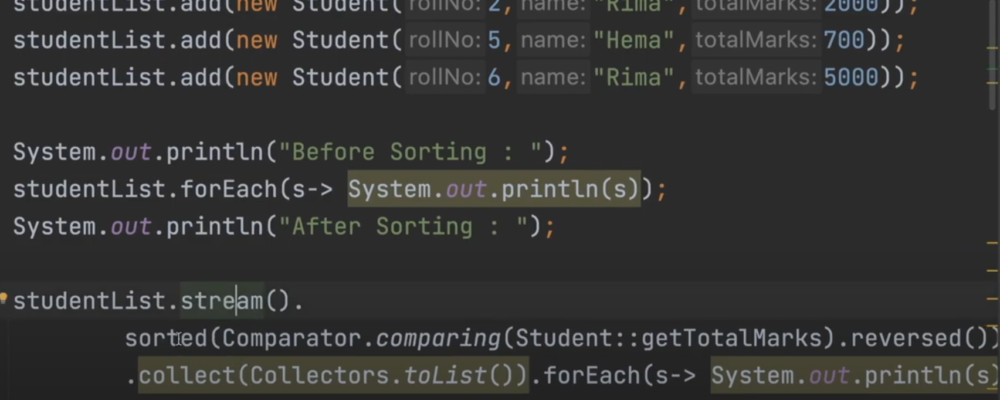 studentList.add(new Student( rollNo: 2, name: "Rima", totalMarks: 2000));
studentList.add(new Student( rollNo: 5, name: "Hema", totalMarks: 700));
studentList.add(new Student( rollNo: 6, name: "Rima", totalMarks: 5000));
System.out.println("Before Sorting : ");
studentList.forEach(s-> System.out.println(s));
System.out.println("After Sorting : ");
studentList.stream().
sorted(Comparator.comparing(Student::getTotalMarks).reversed())
.collect(Collectors.toList()).forEach(s-> System.out.println(s)